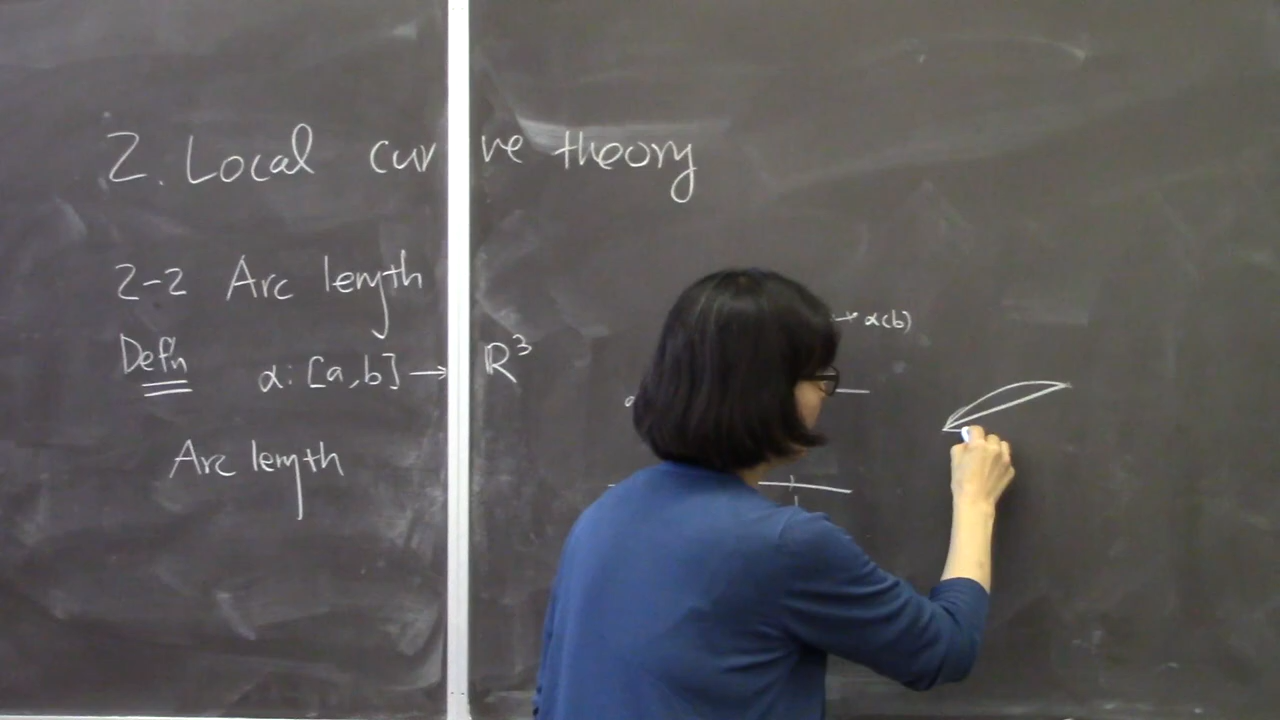 2. Local curve theory
2-2 Arc length
Defn α: [a,b] → R³
Arc length
→ α(b)